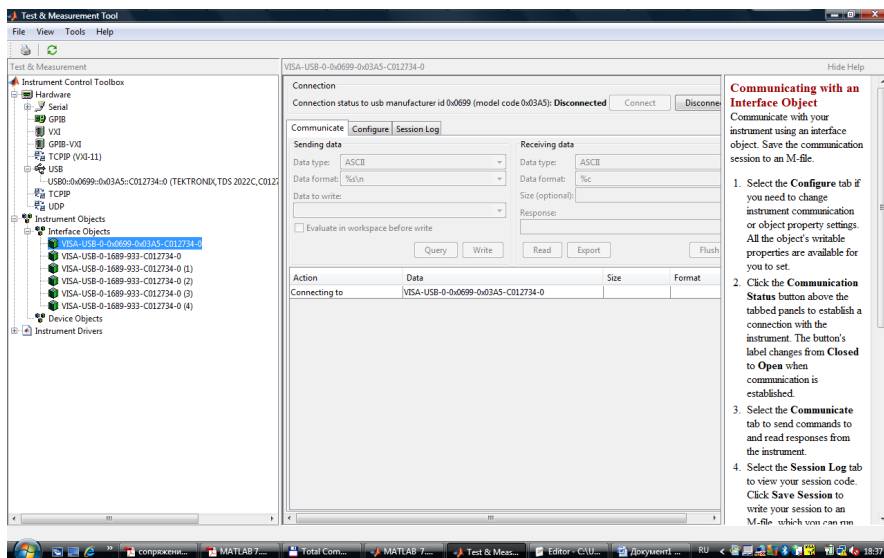 Test & Measurement Tool
File View Tools Help
Test & Measurement
Instrument Control Toolbox
Hardware
Serial
GPIB
VXI
GPIB-VXI
TCPIP (VXI-11)
USB
USB0::0x0699::0x03A5::C012734::0 (TEKTRONIX,TDS 2022C,C0127
TCPIP
UDP
Instrument Objects
Interface Objects
VISA-USB-0-0x0699-0x03A5-C012734-0
VISA-USB-0-1689-933-C012734-0
VISA-USB-0-1689-933-C012734-0 (1)
VISA-USB-0-1689-933-C012734-0 (2)
VISA-USB-0-1689-933-C012734-0 (3)
VISA-USB-0-1689-933-C012734-0 (4)
Device Objects
Instrument Drivers
VISA-USB-0-0x0699-0x03A5-C012734-0
Hide Help
Connection
Connection status to usb manufacturer id 0x0699 (model code 0x03A5): Disconnected Connect Disconne
Communicate Configure Session Log
Sending data
Data type: ASCII
Data format: %s\n
Data to write:
Evaluate in workspace before write
Query Write
Receiving data
Data type: ASCII
Data format: %c
Size (optional):
Response:
Read Export Flush
Action Data Size Format
Connecting to VISA-USB-0-0x0699-0x03A5-C012734-0
Communicating with an
Interface Object
Communicate with your
instrument using an interface
object. Save the communication
session to an M-file.
1. Select the Configure tab if
you need to change
instrument communication
or object property settings.
All the object's writable
properties are available for
you to set.
2. Click the Communication
Status button above the
tabbed panels to establish a
connection with the
instrument. The button's
label changes from Closed
to Open when
communication is
established.
3. Select the Communicate
tab to send commands to
and read responses from
the instrument.
4. Select the Session Log tab
to view your session code.
Click Save Session to
write your session to an
M-file, which you can run
сопряжени... MATLAB 7.... Total Com... MATLAB 7.... Test & Meas... Editor - C:\U... Документ1 ... RU 18:37